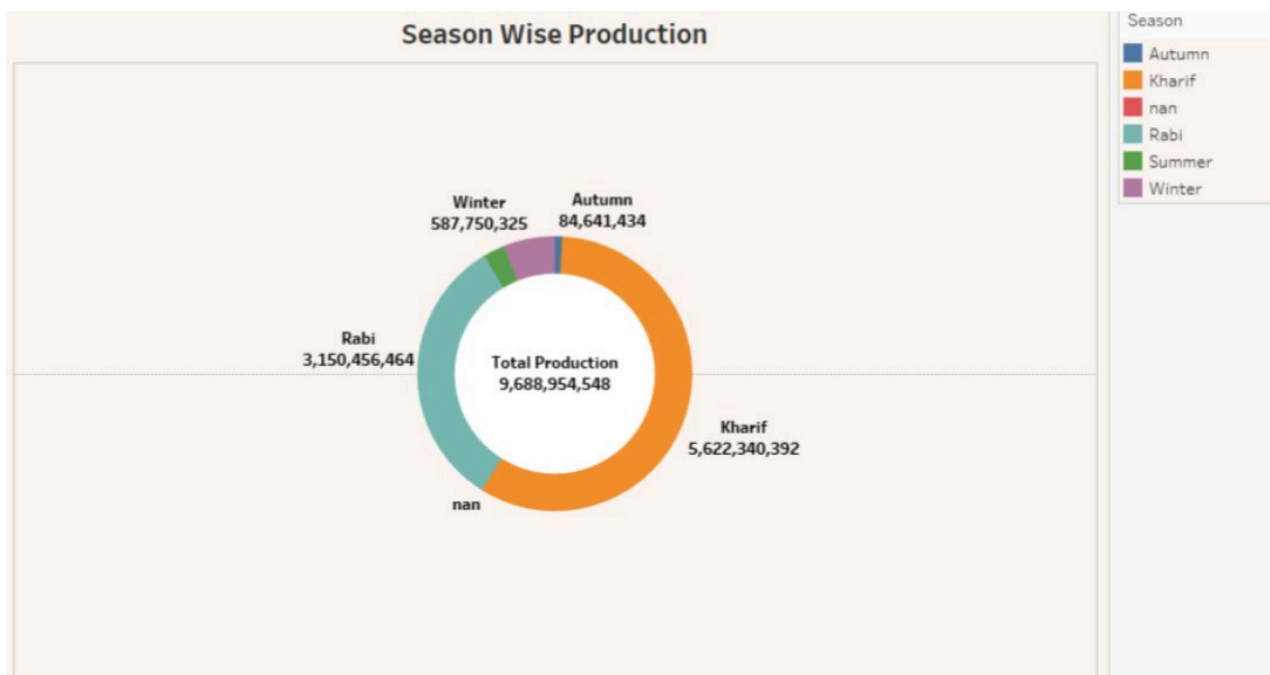 Season Wise Production
Season
Autumn
Kharif
nan
Rabi
Summer
Winter
Winter
587,750,325
Autumn
84,641,434
Rabi
3,150,456,464
Total Production
9,688,954,548
Kharif
5,622,340,392
nan